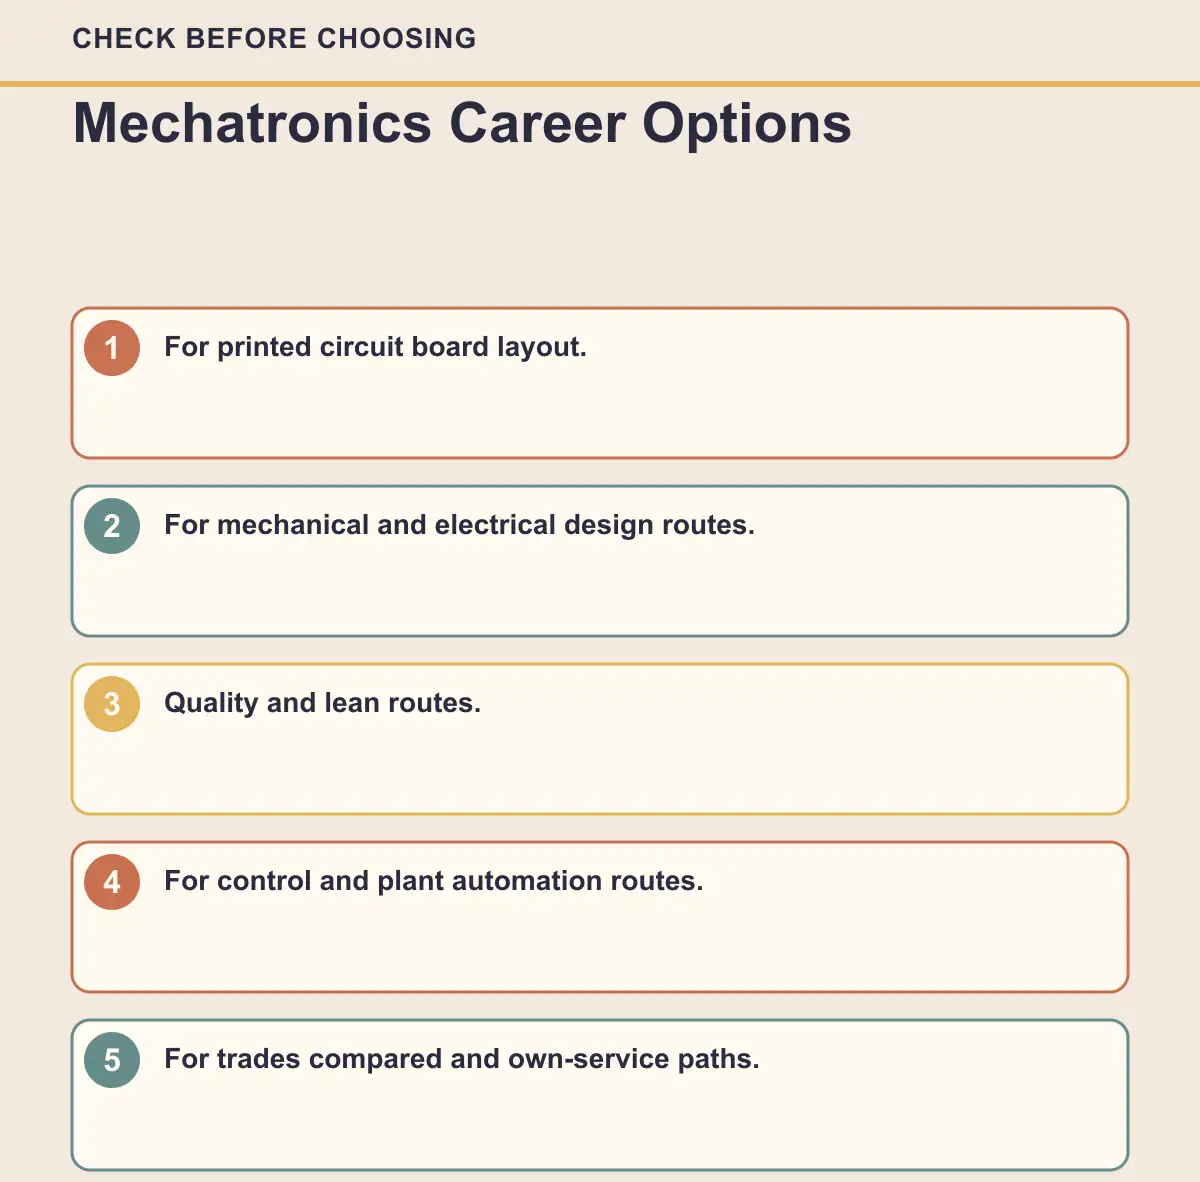 CHECK BEFORE CHOOSING
Mechatronics Career Options
1 For printed circuit board layout.
2 For mechanical and electrical design routes.
3 Quality and lean routes.
4 For control and plant automation routes.
5 For trades compared and own-service paths.